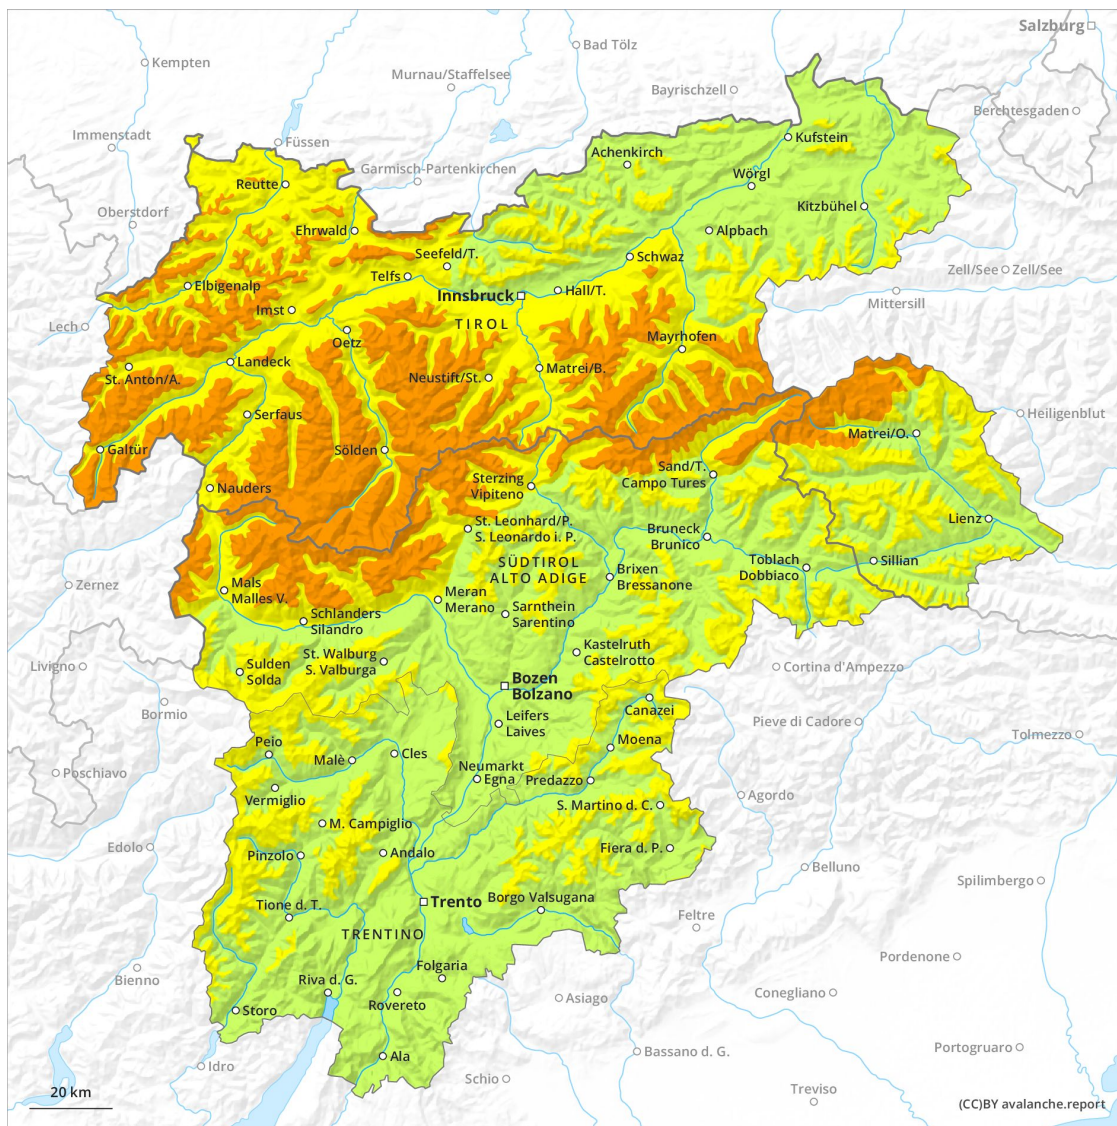 Salzburg
Bad Tölz
Kempten
Murnau/Staffelsee
Bayrischzell
Berchtesgaden
Immenstadt
Füssen
Kufstein
Achenkirch
Garmisch-Partenkirchen
Wörgl
Reutte
Oberstdorf
Kitzbühel
Ehrwald
Alpbach
Seefeld/T.
Schwaz
Telfs
Zell/See
Zell/See
Elbigenalp
Innsbruck
Hall/T.
Mittersill
Imst
TIROL
Lech
Oetz
Mayrhofen
Landeck
Matrei/B.
St. Anton/A.
Neustift/St.
Serfaus
Heiligenblut
Matrei/O.
Galtür
Sölden
Sand/T.
Campo Tures
Sterzing
Vipiteno
Nauders
St. Leonhard/P.
S. Leonardo i. P.
Lienz
Bruneck
Brunico
SÜDTIROL
ALTO ADIGE
Toblach
Dobbiaco
Sillian
Brixen
Bressanone
Zernez
Mals
Malles V.
Meran
Merano
Schlanders
Silandro
Sarnthein
Sarentino
Kastelruth
Castelrotto
Livigno
St. Walburg
S. Valburga
Sulden
Solda
Cortina d'Ampezzo
Bozen
Bolzano
Canazei
Bormio
Leifers
Laives
Pieve di Cadore
Tolmezzo
Peio
Moena
Cles
Malè
Poschiavo
Neumarkt
Egna
Predazzo
Vermiglio
Agordo
S. Martino d. C.
M. Campiglio
Edolo
Pinzolo
Andalo
Fiera d. P.
Belluno
Spilimbergo
Tione d. T.
Trento
Borgo Valsugana
Feltre
TRENTINO
Pordenone
Folgaria
Bienno
Riva d. G.
Conegliano
Rovereto
Asiago
Storo
Bassano d. G.
Portogruaro
Ala
Idro
Schio
Treviso
20 km
(CC)BY avalanche.report